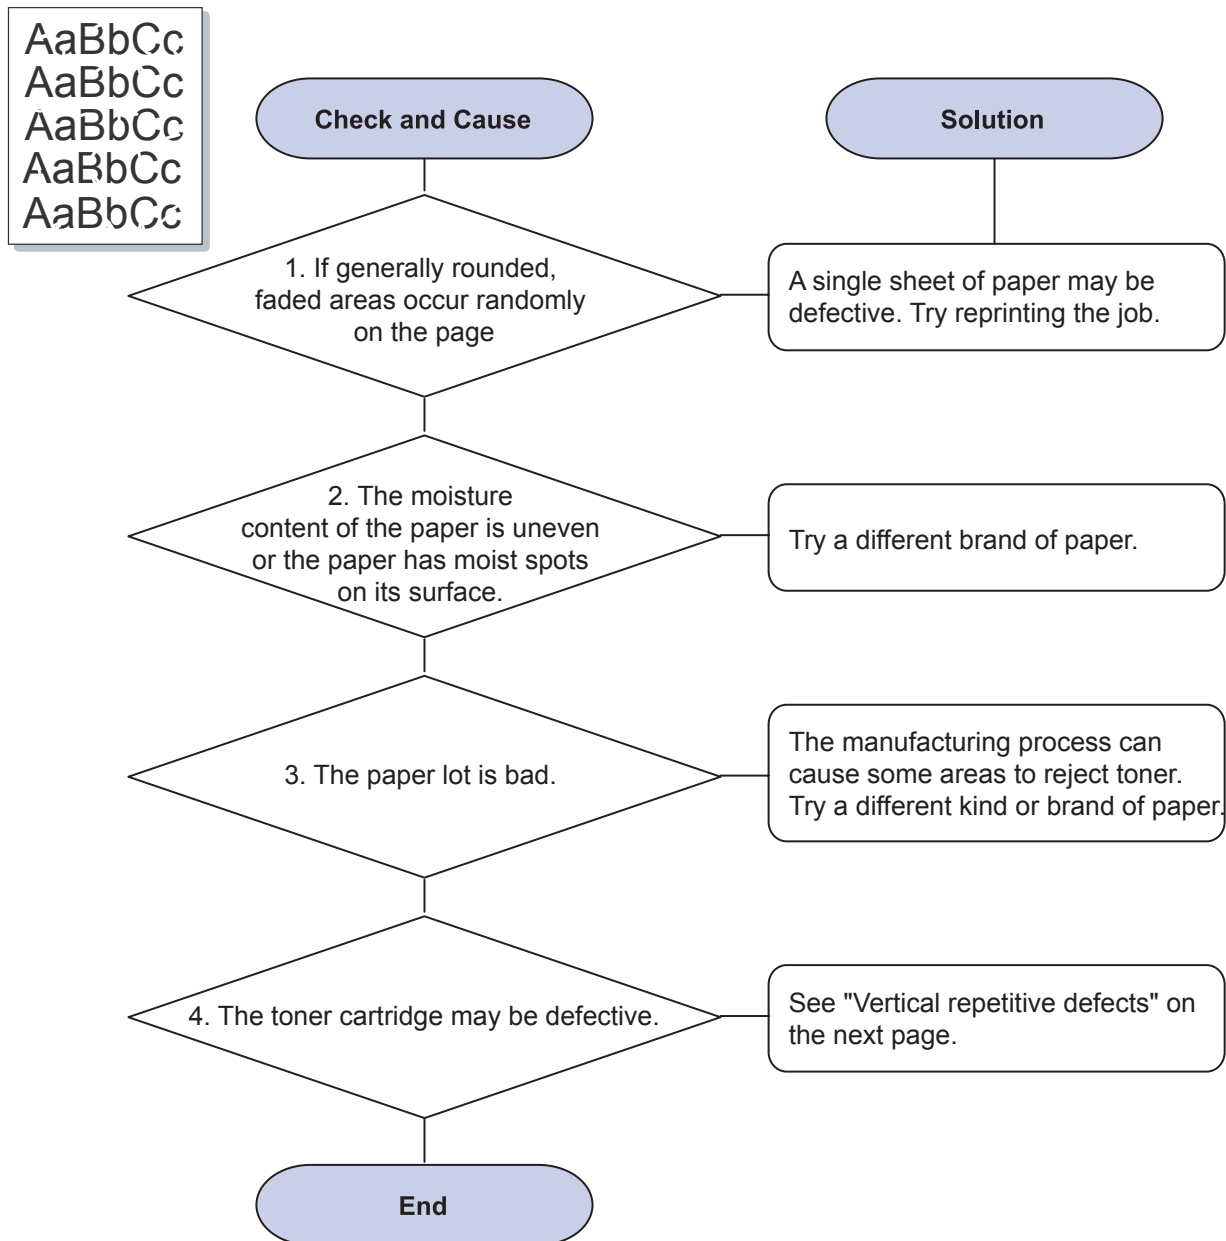 AaBbCc
AaBbCc
AaBbCc
AaBbCc
AaBbCc
Check and Cause
Solution
1. If generally rounded,
faded areas occur randomly
on the page
A single sheet of paper may be
defective. Try reprinting the job.
2. The moisture
content of the paper is uneven
or the paper has moist spots
on its surface.
Try a different brand of paper.
3. The paper lot is bad.
The manufacturing process can
cause some areas to reject toner.
Try a different kind or brand of paper.
4. The toner cartridge may be defective.
See "Vertical repetitive defects" on
the next page.
End